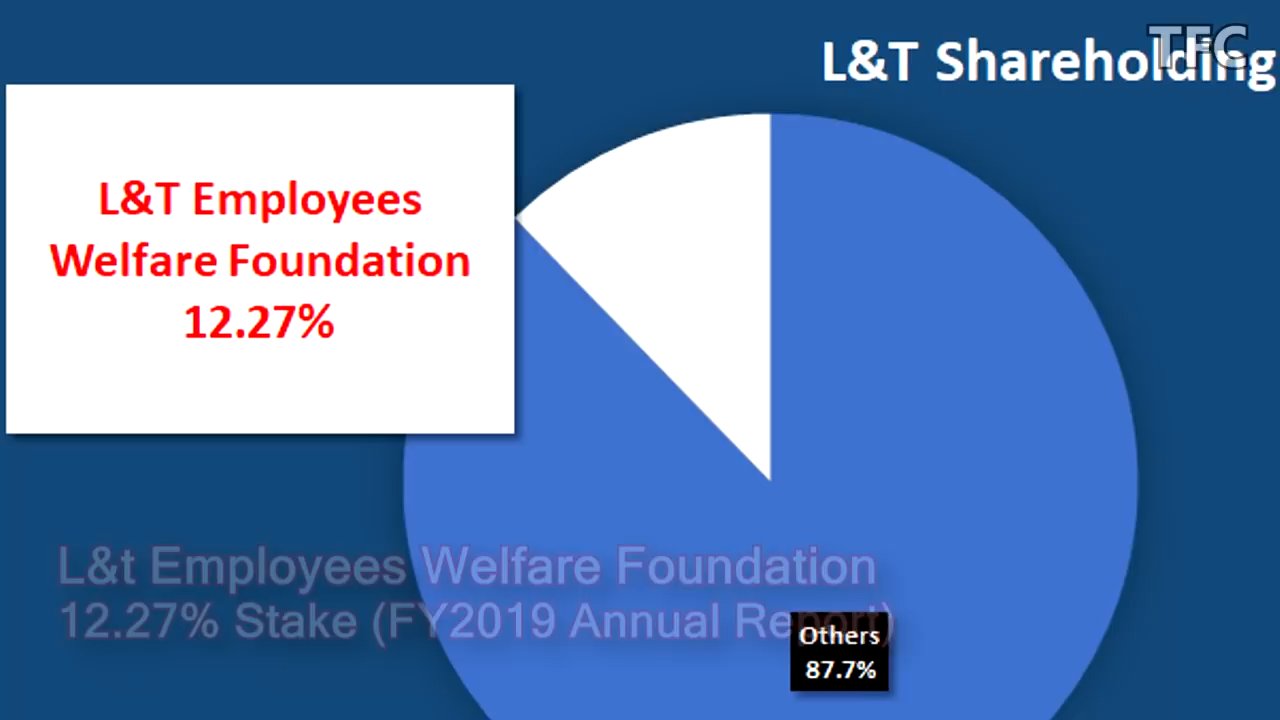 TFC
L&T Shareholding
L&T Employees
Welfare Foundation
12.27%
L&t Employees Welfare Foundation
12.27% Stake (FY2019 Annual Report)
Others
87.7%